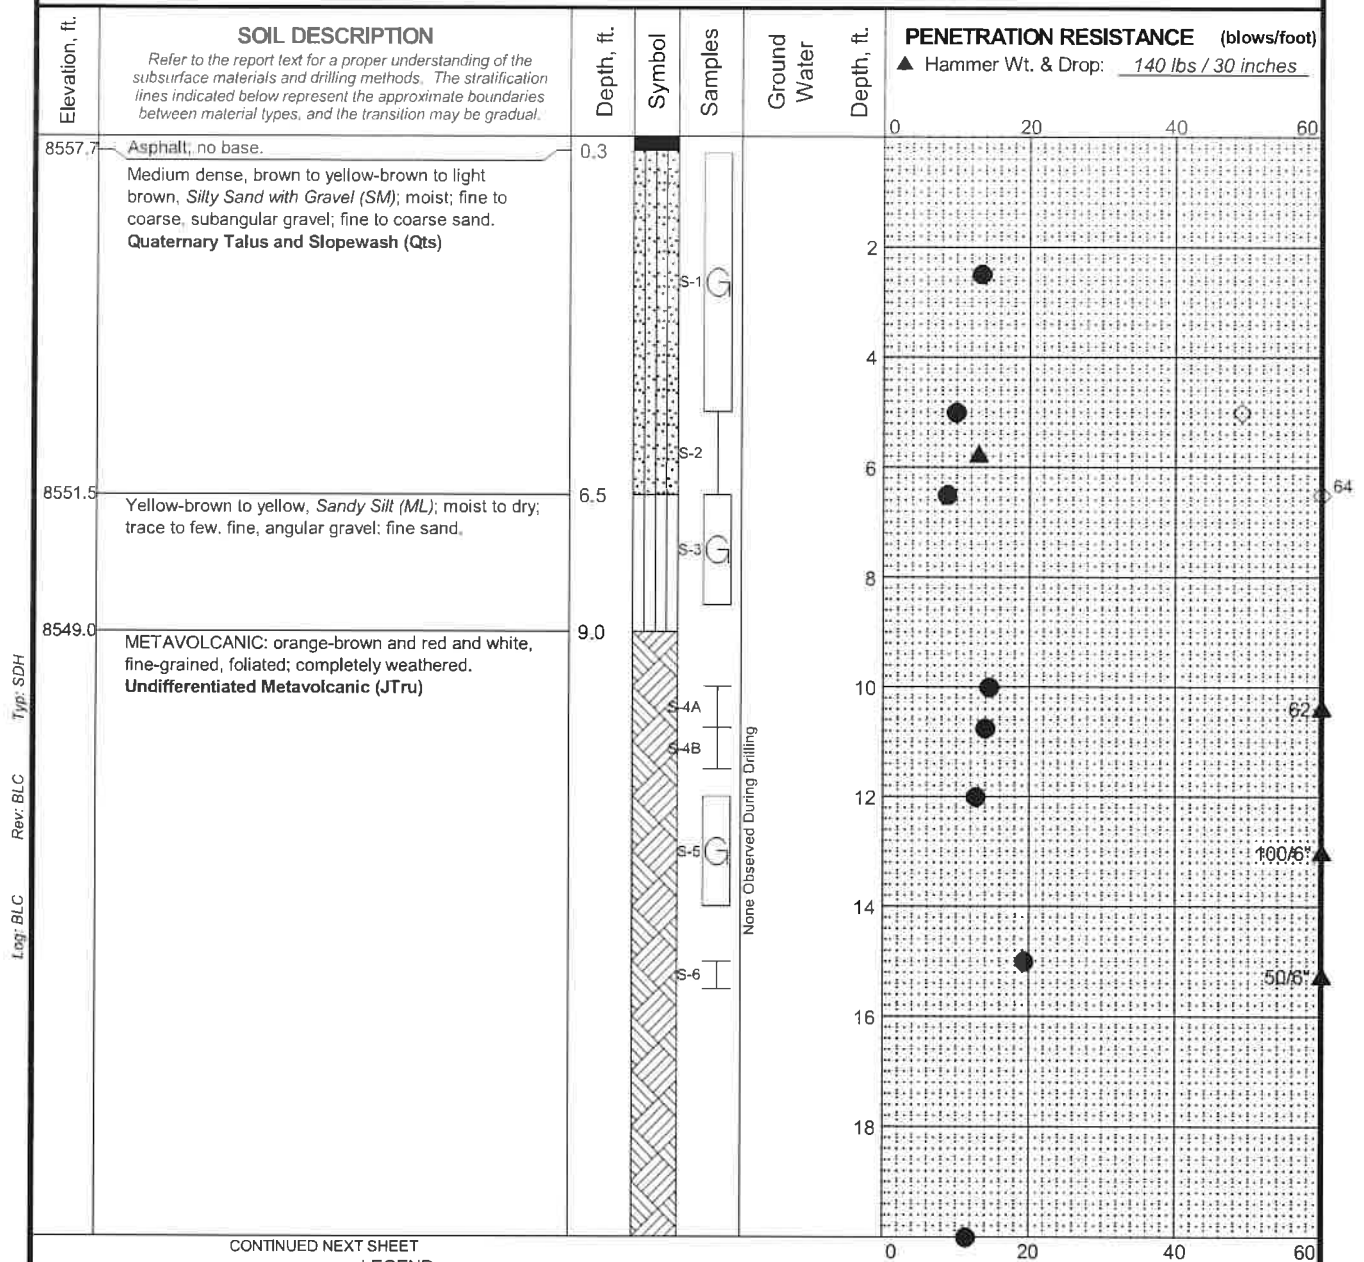 Elevation, ft.
SOIL DESCRIPTION
Refer to the report text for a proper understanding of the
subsurface materials and drilling methods. The stratification
lines indicated below represent the approximate boundaries
between material types, and the transition may be gradual.
Depth, ft.
Symbol
Samples
Ground
Water
Depth, ft.
PENETRATION RESISTANCE (blows/foot)
▲ Hammer Wt. & Drop: 140 lbs / 30 inches
0 20 40 60
8557.7 Asphalt; no base. 0.3
Medium dense, brown to yellow-brown to light
brown, Silly Sand with Gravel (SM); moist; fine to
coarse, subangular gravel; fine to coarse sand.
Quaternary Talus and Slopewash (Qts)
2
S-1 G
4
S-2
6
8551.5 6.5
64
Yellow-brown to yellow, Sandy Silt (ML); moist to dry;
trace to few. fine, angular gravel; fine sand.
S-3 G
8
8549.0 9.0
METAVOLCANIC: orange-brown and red and white,
fine-grained, foliated; completely weathered.
Undifferentiated Metavolcanic (JTru)
10
S-4A
62
S-4B
None Observed During Drilling
12
S-5 G
100/6"
14
S-6
50/6"
16
18
Log: BLC Rev: BLC Typ: SDH
CONTINUED NEXT SHEET
0 20 40 60
LEGEND